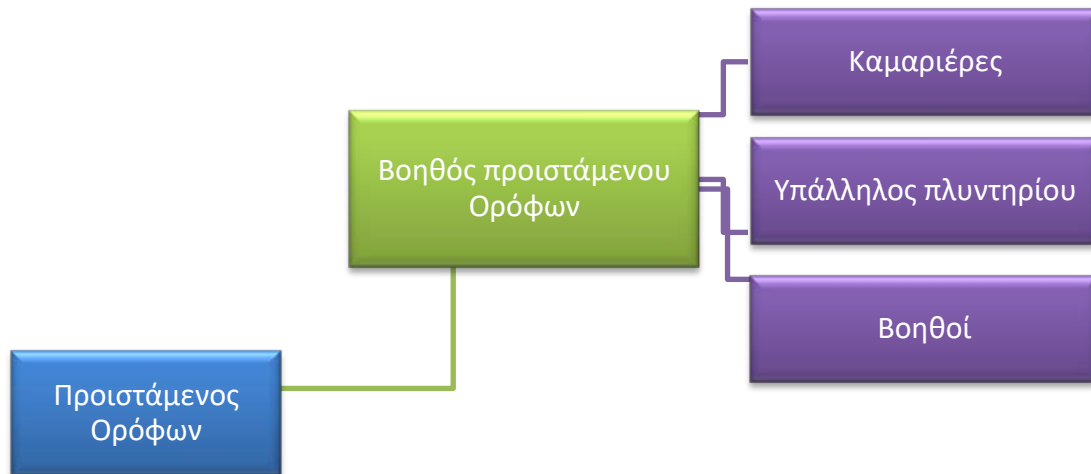 Καμαριέρες
Βοηθός προιστάμενου
Ορόφων
Υπάλληλος πλυντηρίου
Βοηθοί
Προιστάμενος
Ορόφων